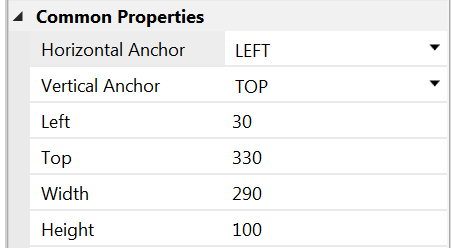 Common Properties
Horizontal Anchor LEFT
Vertical Anchor TOP
Left 30
Top 330
Width 290
Height 100